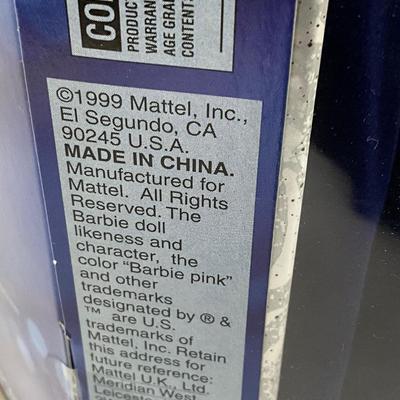 PRODUCT
WARRAN
AGE GRA
CONTENT
©1999 Mattel, Inc.,
El Segundo, CA
90245 U.S.A.
MADE IN CHINA.
Manufactured for
Mattel. All Rights
Reserved. The
Barbie doll
likeness and
character, the
color "Barbie pink"
and other
trademarks
designated by ® &
™ are U.S.
trademarks of
Mattel, Inc. Retain
this address for
future reference:
Mattel U.K., Ltd.
Meridian West
Leicester